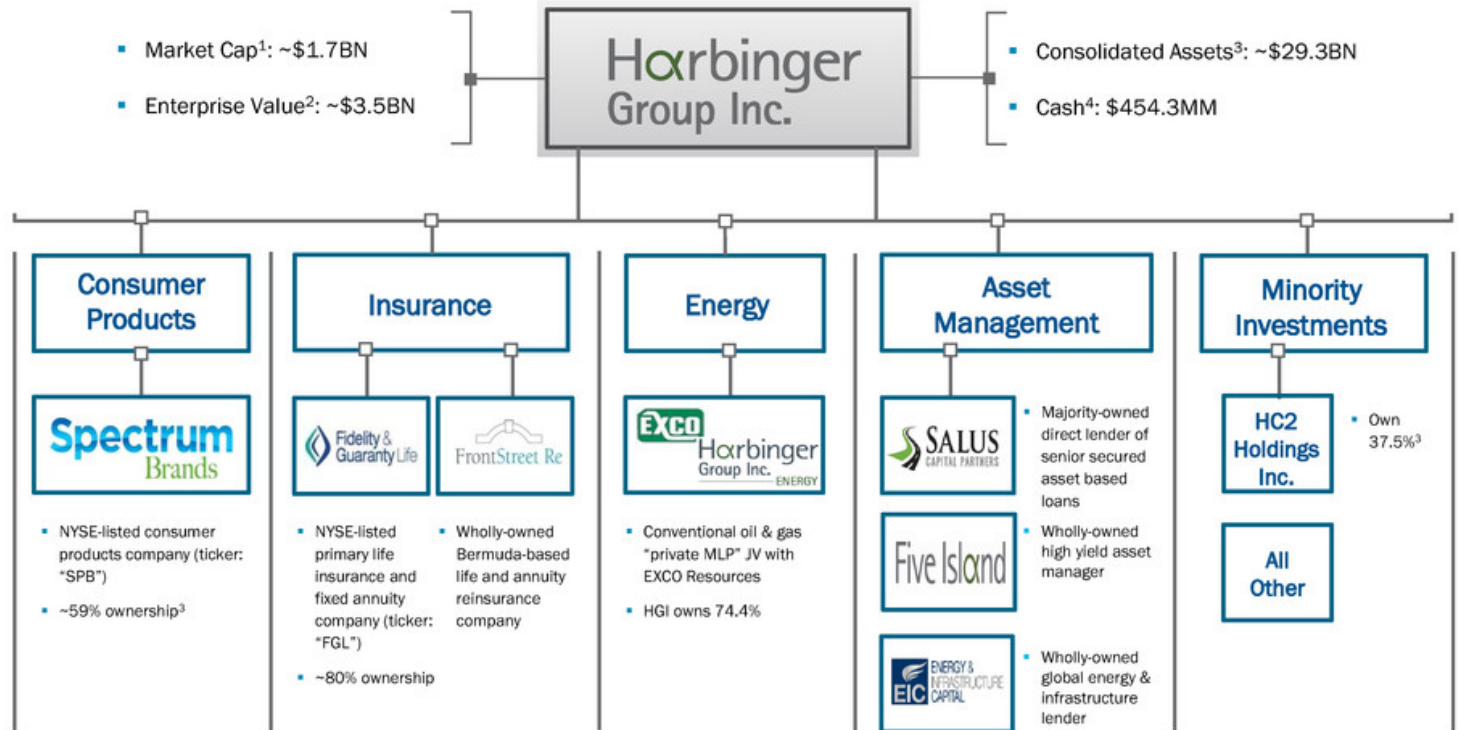 ▪ Market Cap¹: ~$1.7BN
▪ Enterprise Value²: ~$3.5BN
Harbinger
Group Inc.
▪ Consolidated Assets³: ~$29.3BN
▪ Cash⁴: $454.3MM
Consumer
Products
Spectrum
Brands
▪ NYSE-listed consumer
products company (ticker:
“SPB”)
▪ ~59% ownership³
Insurance
Fidelity &
Guaranty Life
▪ NYSE-listed
primary life
insurance and
fixed annuity
company (ticker:
“FGL”)
▪ ~80% ownership
FrontStreet Re
▪ Wholly-owned
Bermuda-based
life and annuity
reinsurance
company
Energy
EXCO
Harbinger
Group Inc.
ENERGY
▪ Conventional oil & gas
“private MLP” JV with
EXCO Resources
▪ HGI owns 74.4%
Asset
Management
SALUS
CAPITAL PARTNERS
▪ Majority-owned
direct lender of
senior secured
asset based
loans
Five Island
▪ Wholly-owned
high yield asset
manager
EIC
ENERGY &
INFRASTRUCTURE
CAPITAL
▪ Wholly-owned
global energy &
infrastructure
lender
Minority
Investments
HC2
Holdings
Inc.
▪ Own
37.5%³
All
Other